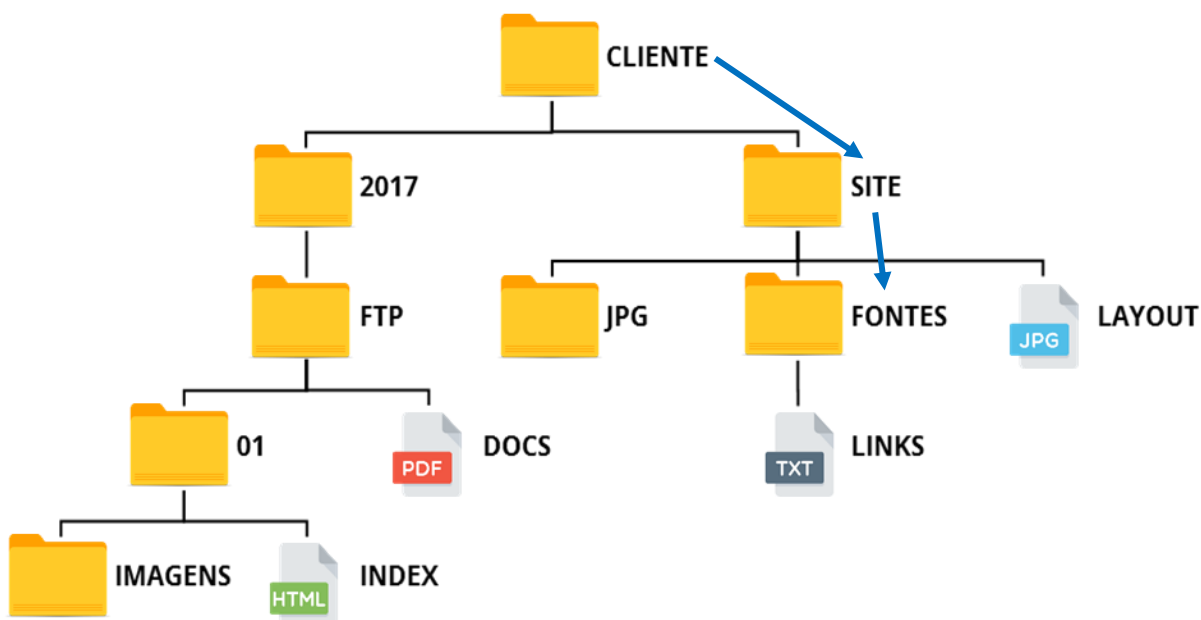 CLIENTE
2017
SITE
FTP
JPG
FONTES
JPG
LAYOUT
01
PDF
DOCS
TXT
LINKS
IMAGENS
HTML
INDEX